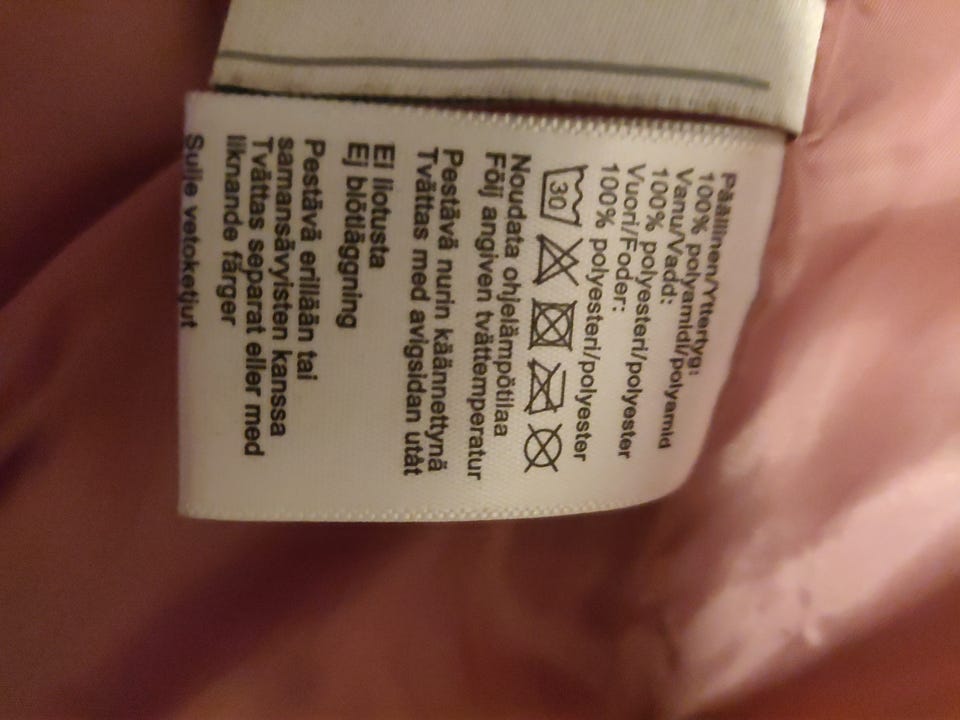 Päällinen/Yttertyg:
100% polyamidi/polyamid
Vanu/Vadd:
100% polyesteri/polyester
Vuori/Foder:
100% polyesteri/polyester
30
Noudata ohjelämpötilaa
Följ angiven tvättemperatur
Pestävä nurin käännettynä
Tvättas med avigsidan utåt
Ei liotusta
Ej blötläggning
Pestävä erillään tai
samansävyisten kanssa
Tvättas separat eller med
liknande färger
Sulje vetoketjut